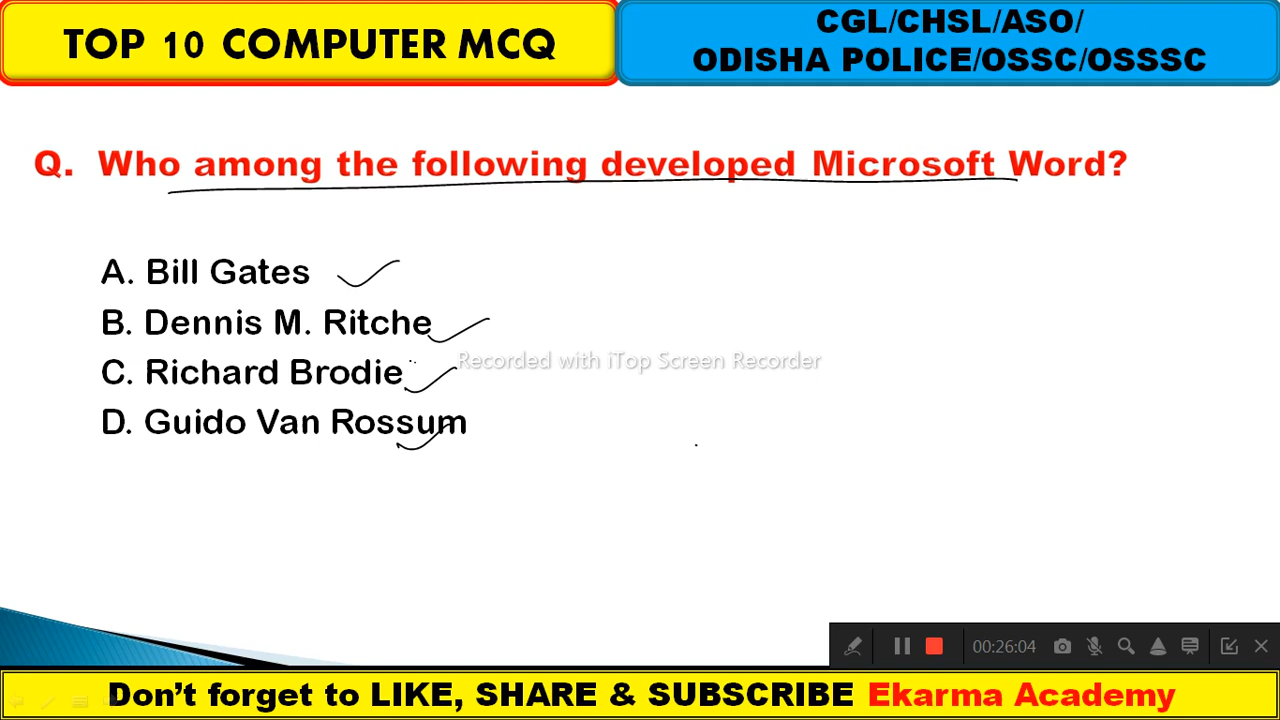 TOP 10 COMPUTER MCQ
CGL/CHSL/ASO/
ODISHA POLICE/OSSC/OSSSC
Q. Who among the following developed Microsoft Word?
A. Bill Gates
B. Dennis M. Ritche
C. Richard Brodie
Recorded with iTop Screen Recorder
D. Guido Van Rossum
00:26:04
Don't forget to LIKE, SHARE & SUBSCRIBE Ekarma Academy